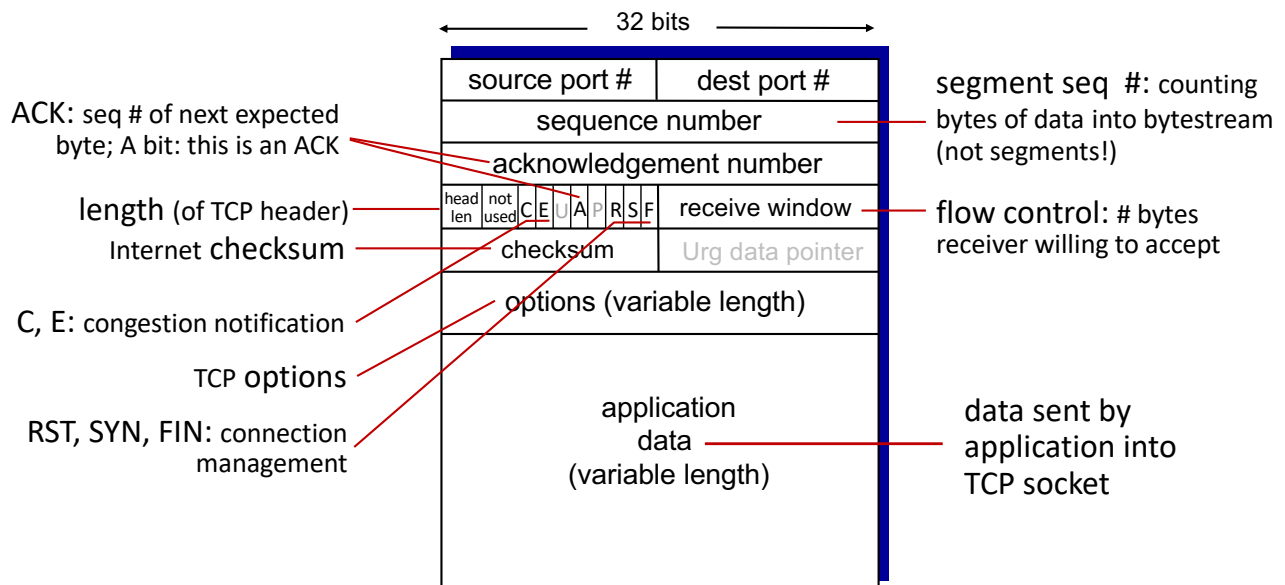 32 bits
source port #
dest port #
sequence number
acknowledgement number
head
len
not
used
C E U A P R S F
receive window
checksum
Urg data pointer
options (variable length)
application
data
(variable length)
ACK: seq # of next expected
byte; A bit: this is an ACK
length (of TCP header)
Internet checksum
C, E: congestion notification
TCP options
RST, SYN, FIN: connection
management
segment seq #: counting
bytes of data into bytestream
(not segments!)
flow control: # bytes
receiver willing to accept
data sent by
application into
TCP socket